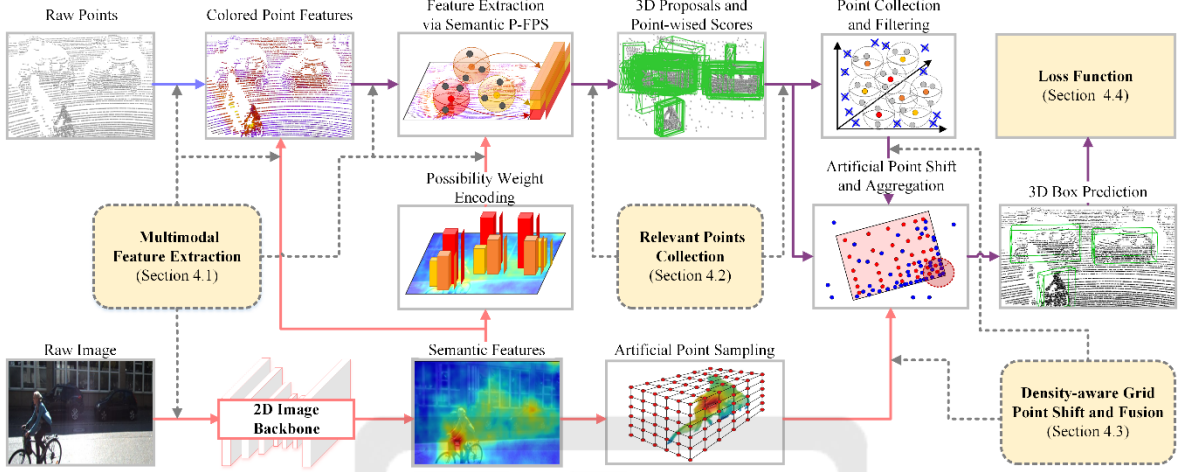 Raw Points
Colored Point Features
Feature Extraction
via Semantic P-FPS
3D Proposals and
Point-wised Scores
Point Collection
and Filtering
Loss Function
(Section 4.4)
Possibility Weight
Encoding
Artificial Point Shift
and Aggregation
3D Box Prediction
Multimodal
Feature Extraction
(Section 4.1)
Relevant Points
Collection
(Section 4.2)
Raw Image
2D Image
Backbone
Semantic Features
Artificial Point Sampling
Density-aware Grid
Point Shift and Fusion
(Section 4.3)